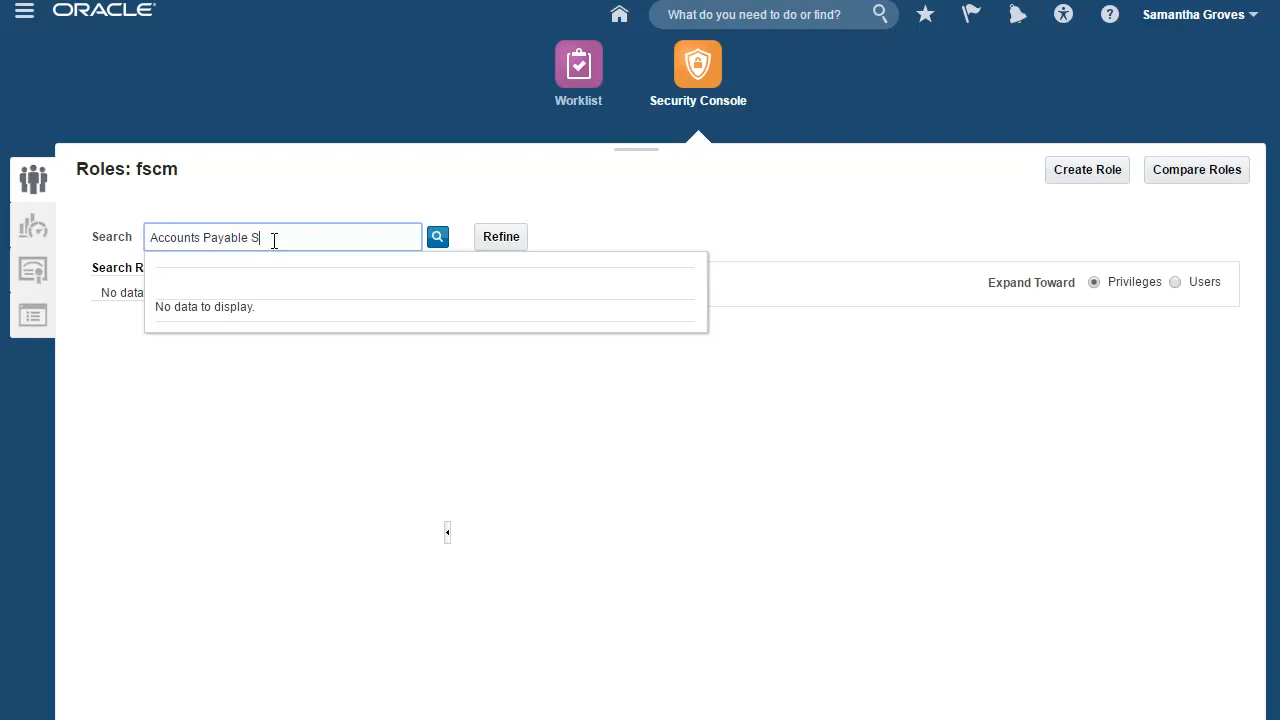 ORACLE
What do you need to do or find?
Samantha Groves
Worklist
Security Console
Roles: fscm
Create Role
Compare Roles
Search
Accounts Payable S
Refine
Search R
No data
No data to display.
Expand Toward
Privileges
Users